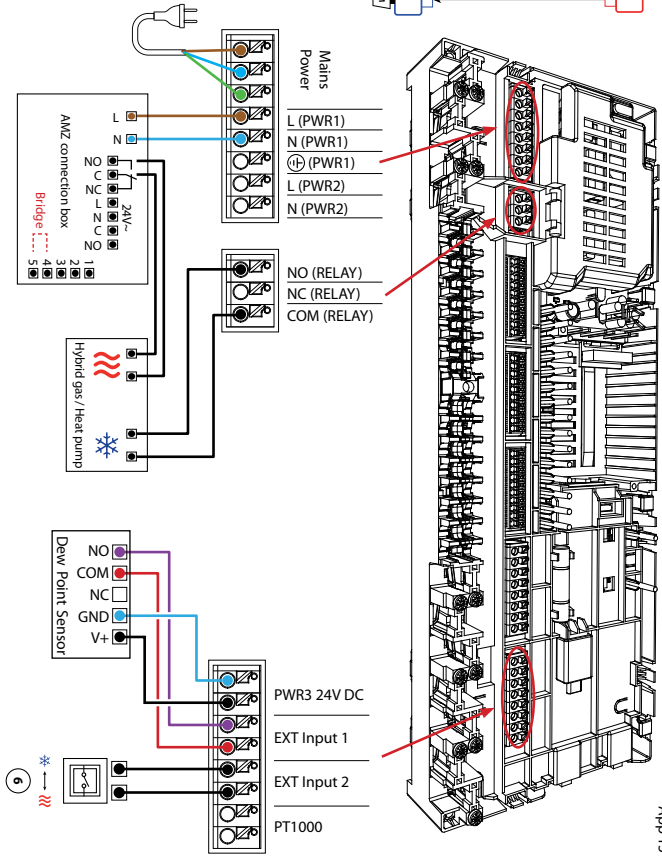 Mains
Power
L (PWR1)
N (PWR1)
(PWR1)
L (PWR2)
N (PWR2)
L
N
NO
C
NC
L
N
C
NO
24V~
AMZ connection box
Bridge
5
4
3
2
1
NO (RELAY)
NC (RELAY)
COM (RELAY)
Hybrid gas / Heat pump
NO
COM
NC
GND
V+
Dew Point Sensor
PWR3 24V DC
EXT Input 1
EXT Input 2
PT1000
6